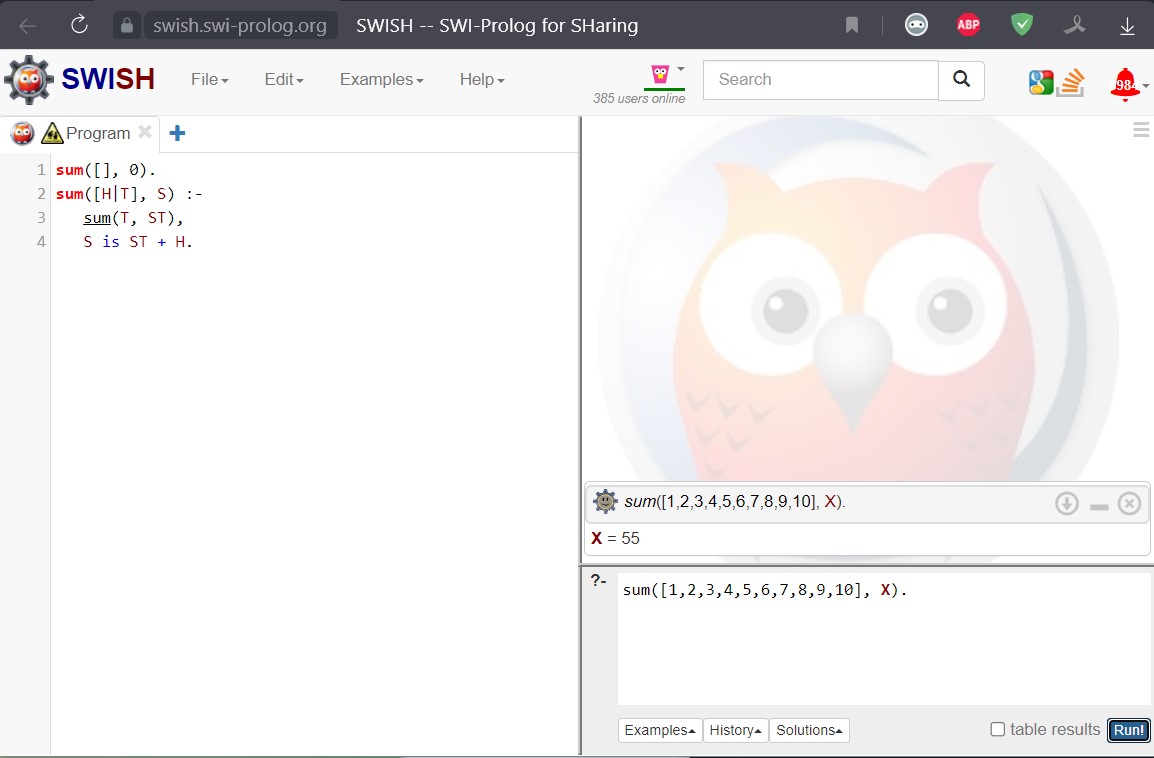 swish.swi-prolog.org SWISH -- SWI-Prolog for SHaring ABP
SWISH File Edit Examples Help 385 users online Search 984
Program
1 sum([], 0).
2 sum([H|T], S) :-
3 sum(T, ST),
4 S is ST + H.
sum([1,2,3,4,5,6,7,8,9,10], X).
X = 55
?- sum([1,2,3,4,5,6,7,8,9,10], X).
Examples History Solutions table results Run!